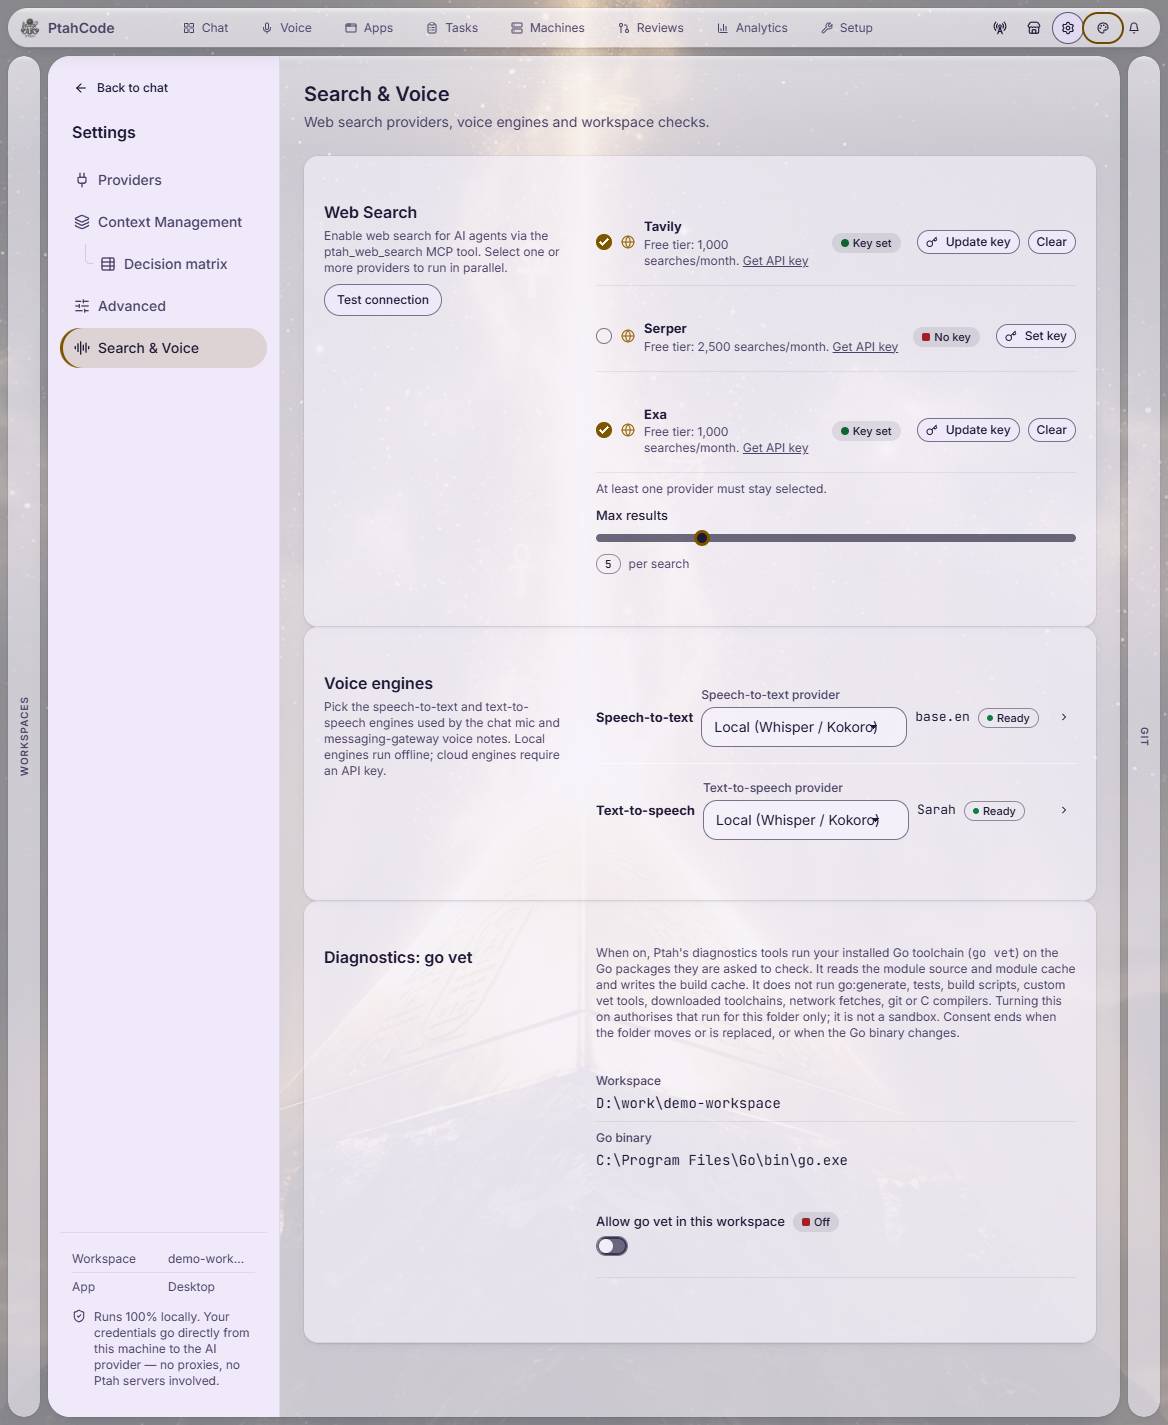 PtahCode
Chat
Voice
Apps
Tasks
Machines
Reviews
Analytics
Setup
WORKSPACES
Back to chat
Settings
Providers
Context Management
Decision matrix
Advanced
Search & Voice
Workspace
demo-work...
App
Desktop
Runs 100% locally. Your
credentials go directly from
this machine to the AI
provider — no proxies, no
Ptah servers involved.
Search & Voice
Web search providers, voice engines and workspace checks.
Web Search
Enable web search for AI agents via the
ptah_web_search MCP tool. Select one or
more providers to run in parallel.
Test connection
Tavily
Free tier: 1,000
searches/month. Get API key
Key set
Update key
Clear
Serper
Free tier: 2,500 searches/month. Get API key
No key
Set key
Exa
Free tier: 1,000
searches/month. Get API key
Key set
Update key
Clear
At least one provider must stay selected.
Max results
5 per search
Voice engines
Pick the speech-to-text and text-to-
speech engines used by the chat mic and
messaging-gateway voice notes. Local
engines run offline; cloud engines require
an API key.
Speech-to-text provider
Speech-to-text
Local (Whisper / Kokoro)
base.en
Ready
Text-to-speech provider
Text-to-speech
Local (Whisper / Kokoro)
Sarah
Ready
Diagnostics: go vet
When on, Ptah's diagnostics tools run your installed Go toolchain (go vet) on the
Go packages they are asked to check. It reads the module source and module cache
and writes the build cache. It does not run go:generate, tests, build scripts, custom
vet tools, downloaded toolchains, network fetches, git or C compilers. Turning this
on authorises that run for this folder only; it is not a sandbox. Consent ends when
the folder moves or is replaced, or when the Go binary changes.
Workspace
D:\work\demo-workspace
Go binary
C:\Program Files\Go\bin\go.exe
Allow go vet in this workspace
Off
GIT